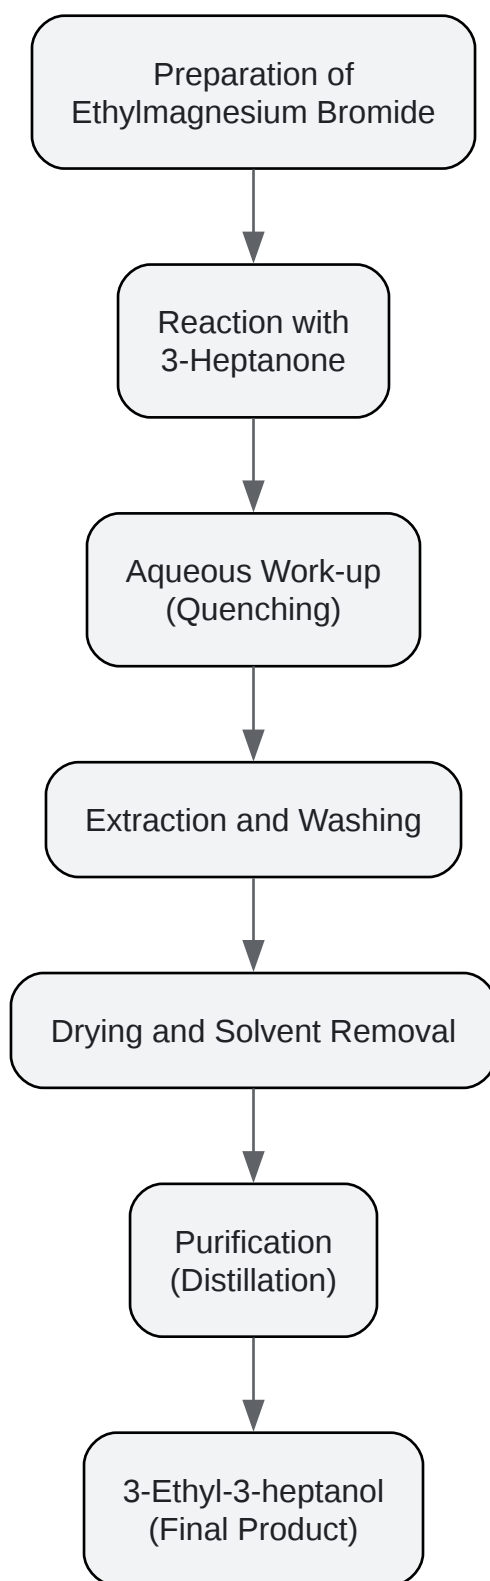 Preparation of
Ethylmagnesium Bromide
Reaction with
3-Heptanone
Aqueous Work-up
(Quenching)
Extraction and Washing
Drying and Solvent Removal
Purification
(Distillation)
3-Ethyl-3-heptanol
(Final Product)